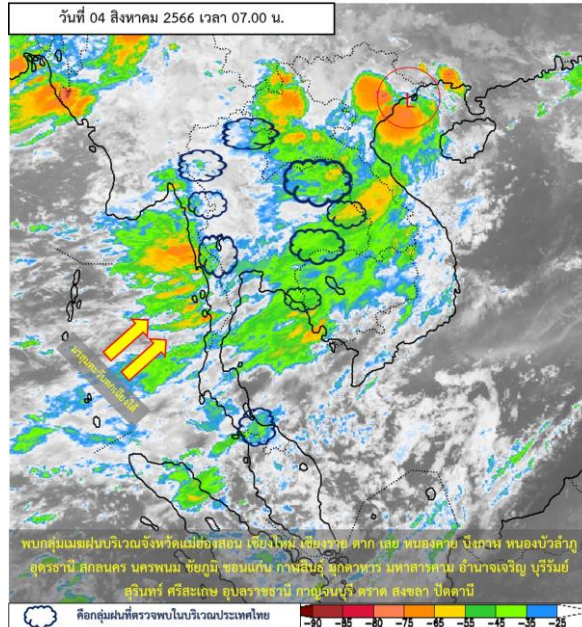 วันที่ 04 สิงหาคม 2566 เวลา 07.00 น.
L
มรสุมตะวันตกเฉียงใต้
พบกลุ่มเมฆฝนบริเวณจังหวัดแม่ฮ่องสอน เชียงใหม่ เชียงราย ตาก เลย หนองคาย บึงกาฬ หนองบัวลำภู
อุดรธานี สกลนคร นครพนม ชัยภูมิ ขอนแก่น กาฬสินธุ์ มุกดาหาร มหาสารคาม อำนาจเจริญ บุรีรัมย์
สุรินทร์ ศรีสะเกษ อุบลราชธานี กาญจนบุรี ตราด สงขลา ปัตตานี
คือกลุ่มฝนที่ตรวจพบในบริเวณประเทศไทย
-90 -85 -75 -65 -55 -45 -35 -25